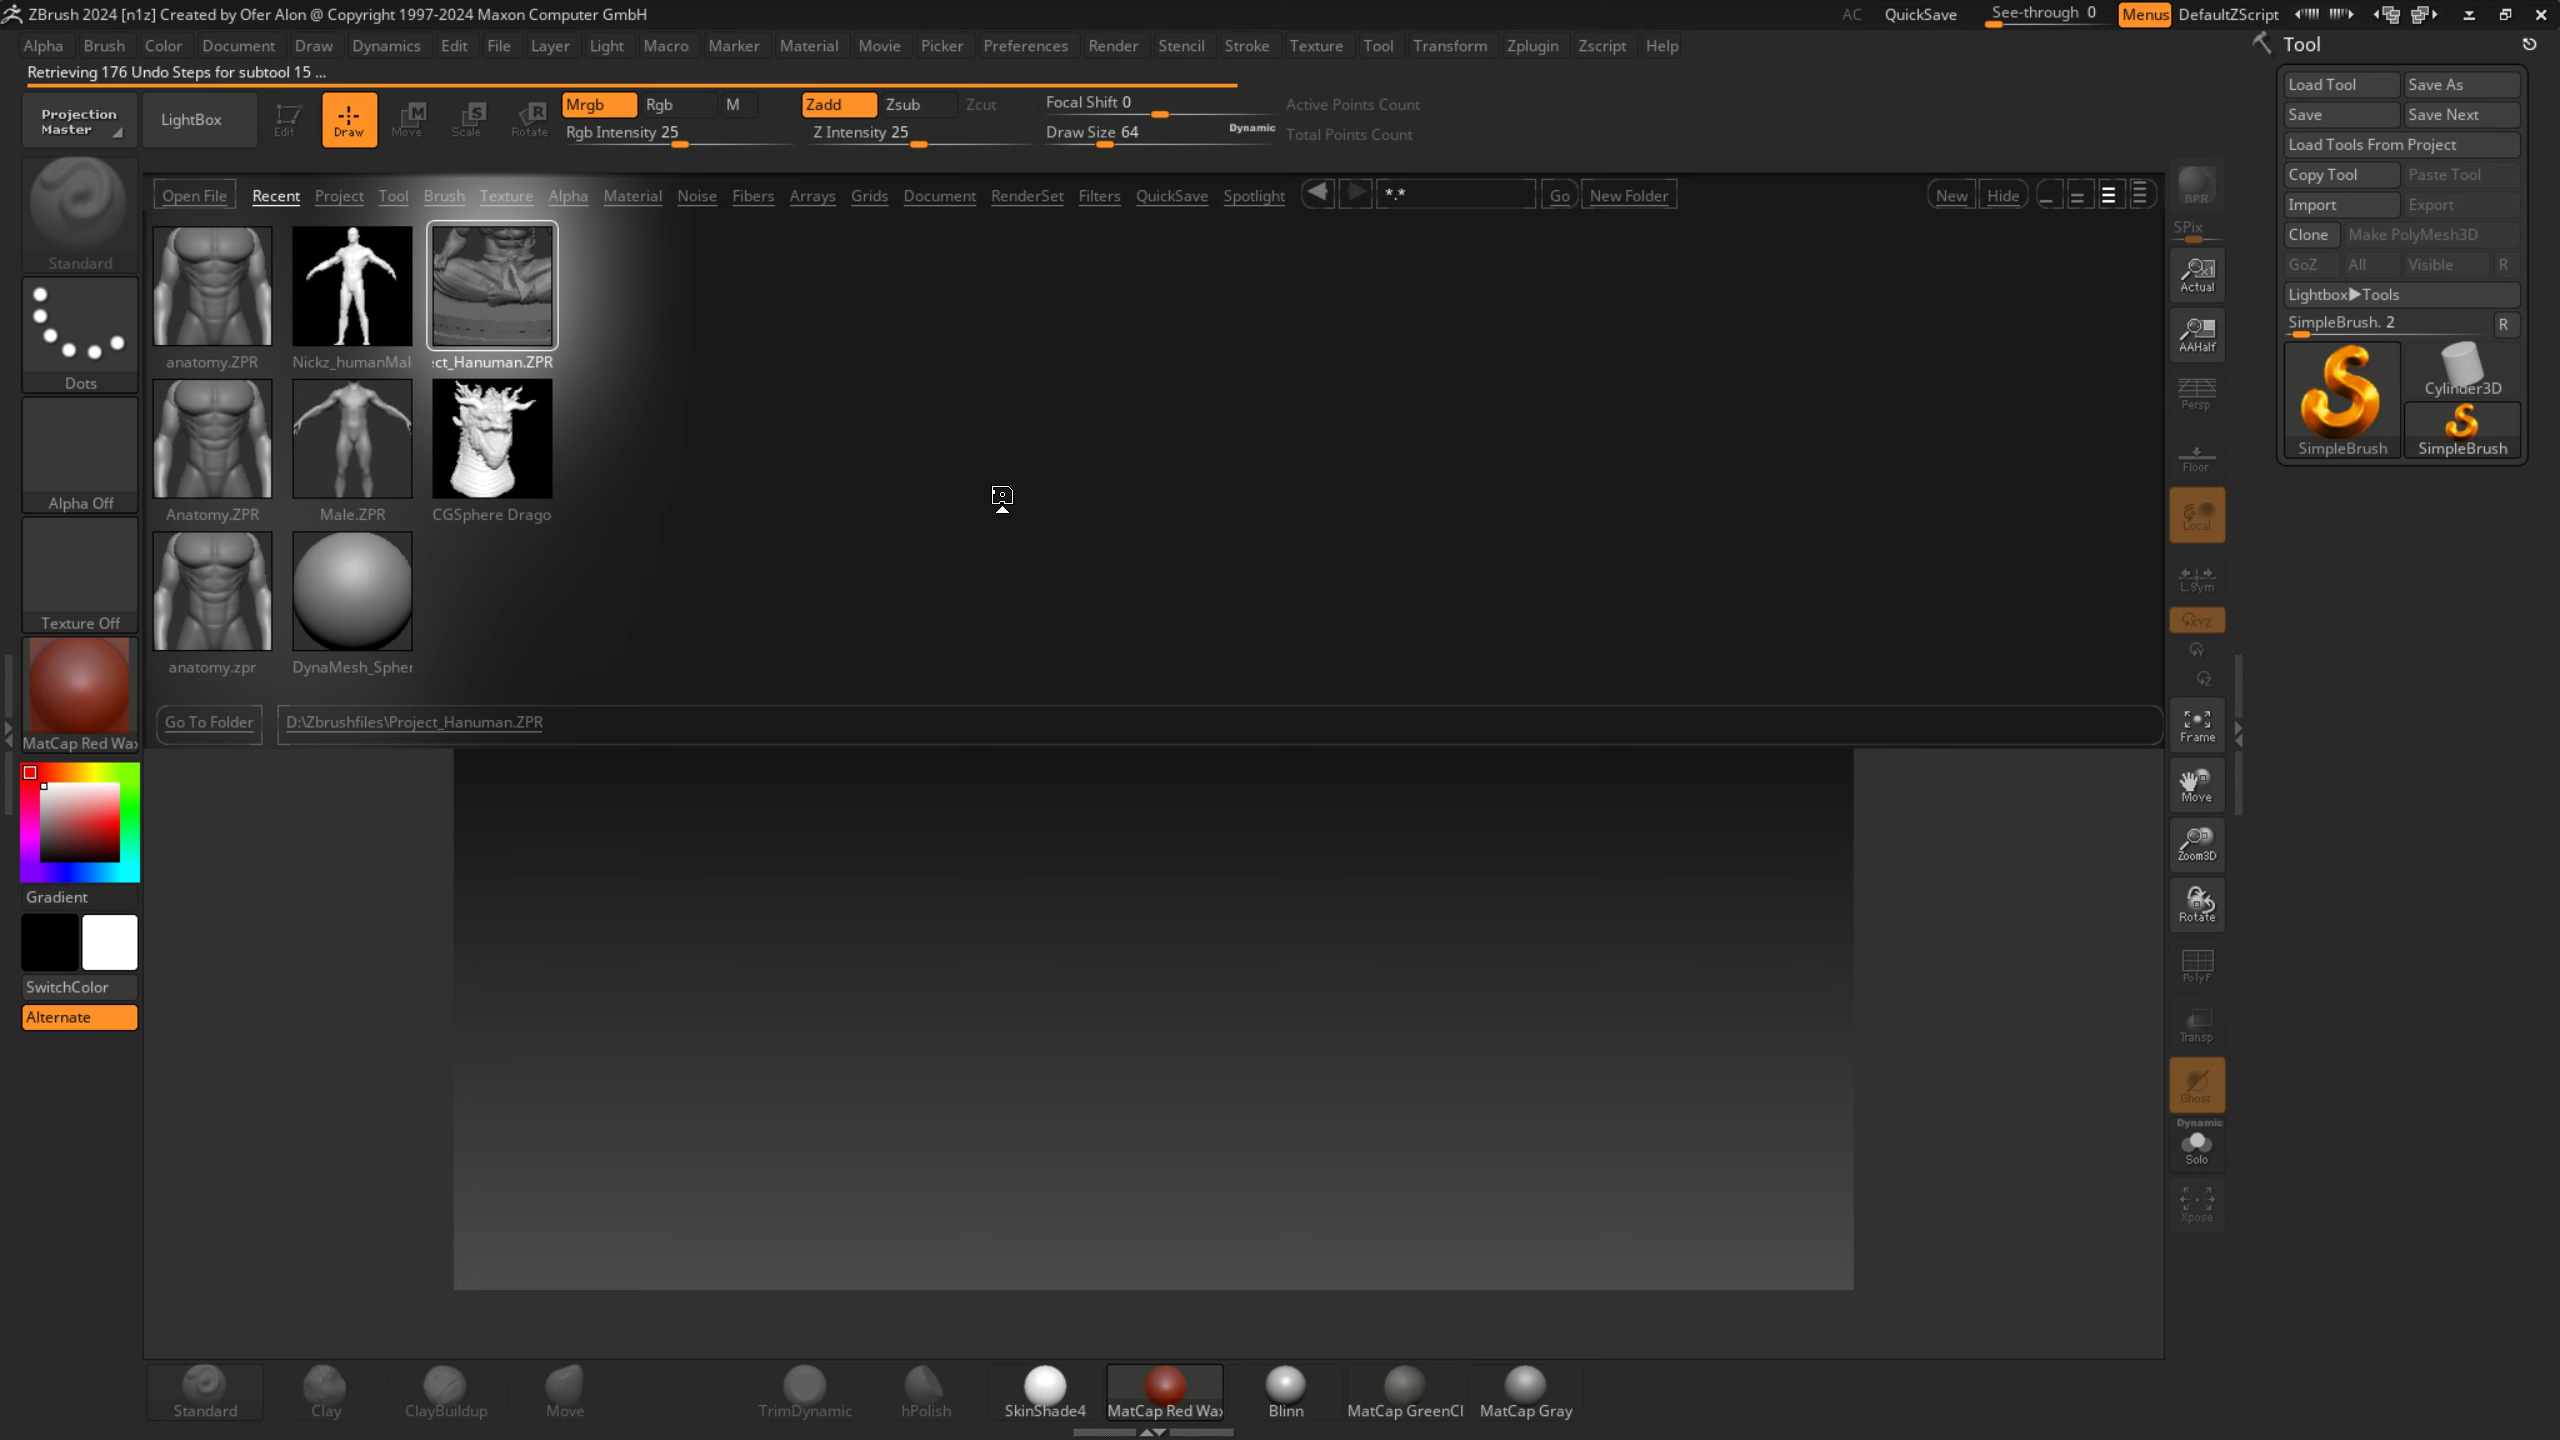 ZBrush 2024 [n1z] Created by Ofer Alon @ Copyright 1997-2024 Maxon Computer GmbH
AC QuickSave See-through 0 Menus DefaultZScript
Alpha Brush Color Document Draw Dynamics Edit File Layer Light Macro Marker Material Movie Picker Preferences Render Stencil Stroke Texture Tool Transform Zplugin Zscript Help
Retrieving 176 Undo Steps for subtool 15 ...
Projection Master
LightBox
Edit
Draw
Move
Scale
Rotate
Mrgb Rgb M
Rgb Intensity 25
Zadd Zsub Zcut
Z Intensity 25
Focal Shift 0
Draw Size 64
Dynamic
Active Points Count
Total Points Count
Standard
Dots
Alpha Off
Texture Off
MatCap Red Wax
Gradient
SwitchColor
Alternate
Open File Recent Project Tool Brush Texture Alpha Material Noise Fibers Arrays Grids Document RenderSet Filters QuickSave Spotlight *.* Go New Folder New Hide
anatomy.ZPR Nickz_humanMal ct_Hanuman.ZPR
Anatomy.ZPR Male.ZPR CGSphere Drago
anatomy.zpr DynaMesh_Spher
Go To Folder D:\Zbrushfiles\Project_Hanuman.ZPR
BPR
SPix
Actual
AAHalf
Persp
Floor
Local
L.Sym
XYZ
Y
Z
Frame
Move
Zoom3D
Rotate
PolyF
Transp
Ghost
Dynamic
Solo
Xpose
Tool
Load Tool Save As
Save Save Next
Load Tools From Project
Copy Tool Paste Tool
Import Export
Clone Make PolyMesh3D
GoZ All Visible R
Lightbox▶Tools
SimpleBrush. 2 R
SimpleBrush
Cylinder3D
SimpleBrush
Standard Clay ClayBuildup Move TrimDynamic hPolish SkinShade4 MatCap Red Wax Blinn MatCap GreenCl MatCap Gray